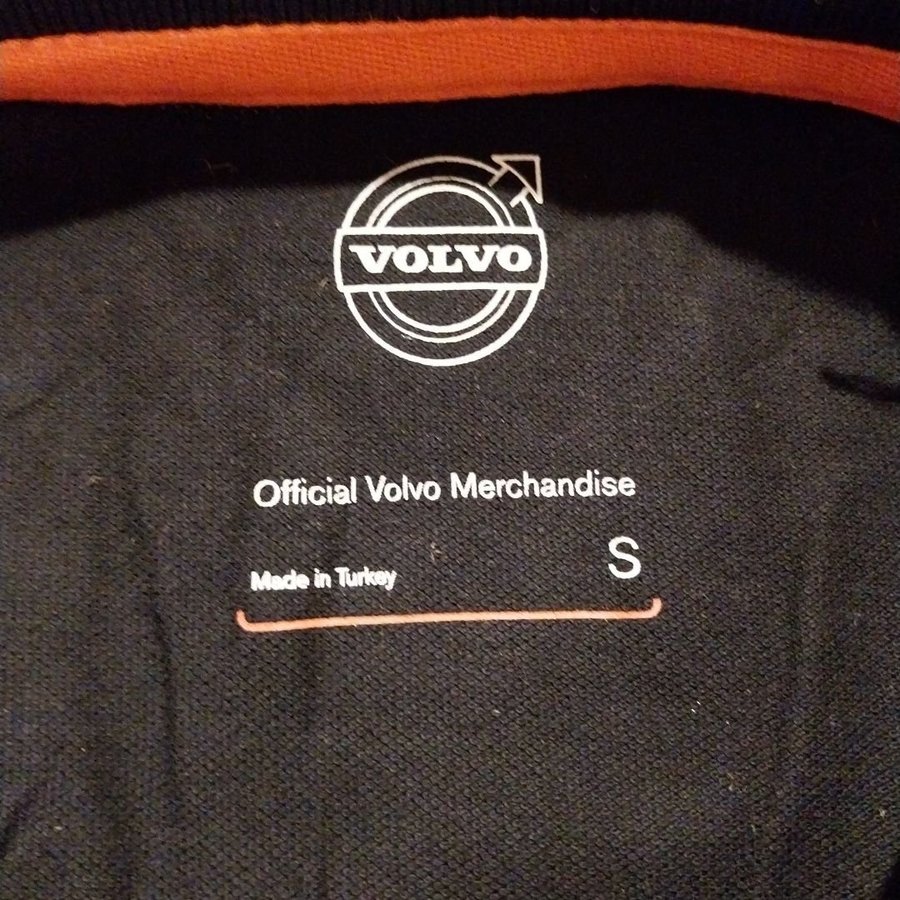 VOLVO
Official Volvo Merchandise
S
Made in Turkey